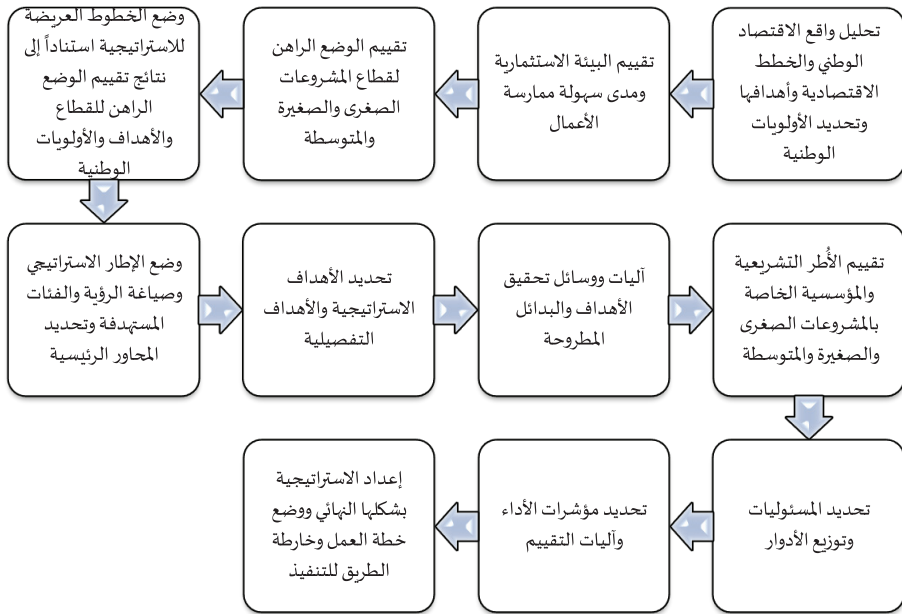 تحليل واقع الاقتصاد
الوطني والخطط
الاقتصادية وأهدافها
وتحديد الأولويات
الوطنية
تقييم البيئة الاستثمارية
ومدى سهولة ممارسة
الأعمال
تقييم الوضع الراهن
لقطاع المشروعات
الصغرى والصغيرة
والمتوسطة
وضع الخطوط العريضة
للاستراتيجية استناداً إلى
نتائج تقييم الوضع
الراهن للقطاع
والأهداف والأولويات
الوطنية
وضع الإطار الاستراتيجي
وصياغة الرؤية والفئات
المستهدفة وتحديد
المحاور الرئيسية
تحديد الأهداف
الاستراتيجية والأهداف
التفصيلية
آليات ووسائل تحقيق
الأهداف والبدائل
المطروحة
تقييم الأُطر التشريعية
والمؤسسية الخاصة
بالمشروعات الصغرى
والصغيرة والمتوسطة
تحديد المسئوليات
وتوزيع الأدوار
تحديد مؤشرات الأداء
وآليات التقييم
إعداد الاستراتيجية
بشكلها النهائي ووضع
خطة العمل وخارطة
الطريق للتنفيذ